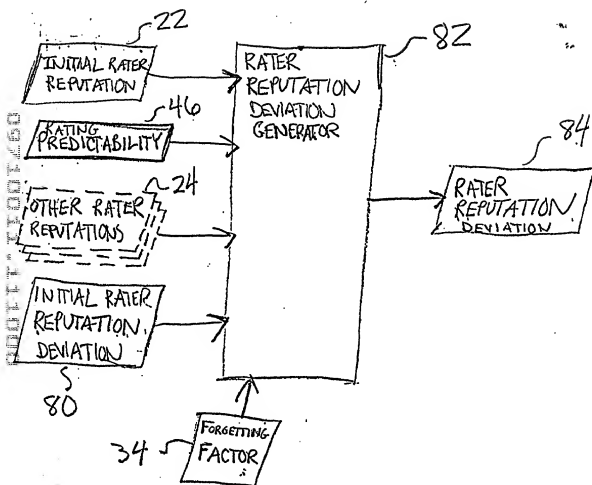 22
INITIAL RATER
REPUTATION
46
RATING
PREDICTABILITY
24
OTHER RATER
REPUTATIONS
INITIAL RATER
REPUTATION
DEVIATION
80
34
FORGETTING
FACTOR
82
RATER
REPUTATION
DEVIATION
GENERATOR
84
RATER
REPUTATION
DEVIATION